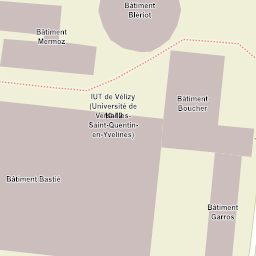 Bâtiment
Blériot
Bâtiment
Mermoz
Bâtiment
Boucher
IUT de Vélizy
(Université de
Versailles-
Saint-Quentin-
en-Yvelines)
Bâtiment Bastié
Bâtiment
Garros